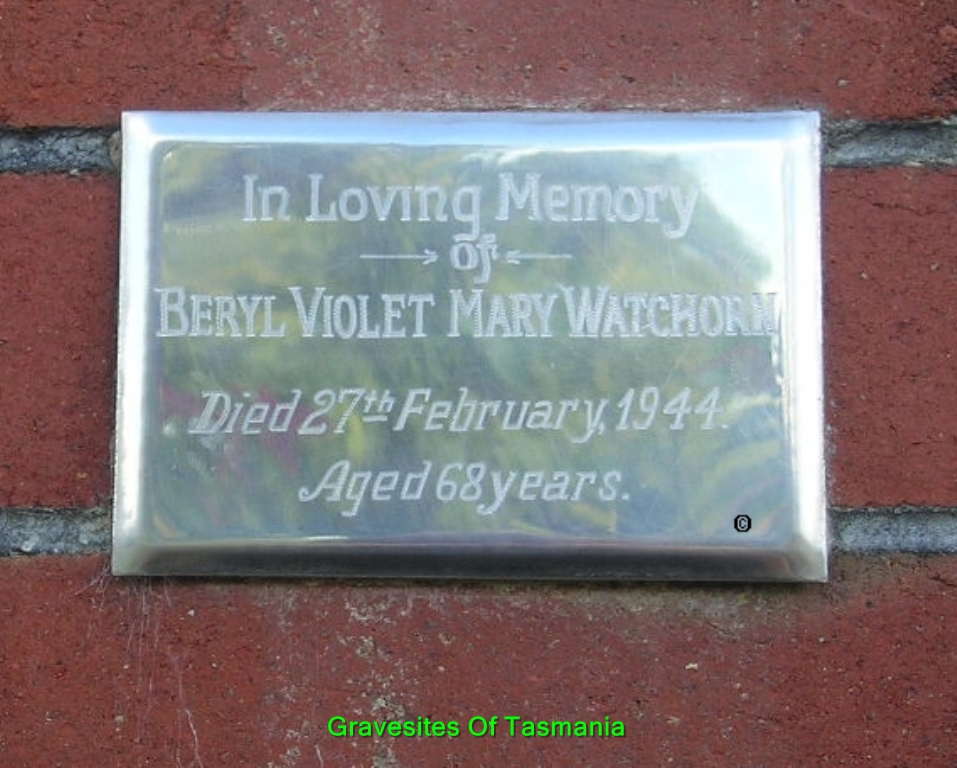 In Loving Memory
of
BERYL VIOLET MARY WATCHORN
Died 27th February, 1944.
Aged 68 years.
©
Gravesites Of Tasmania